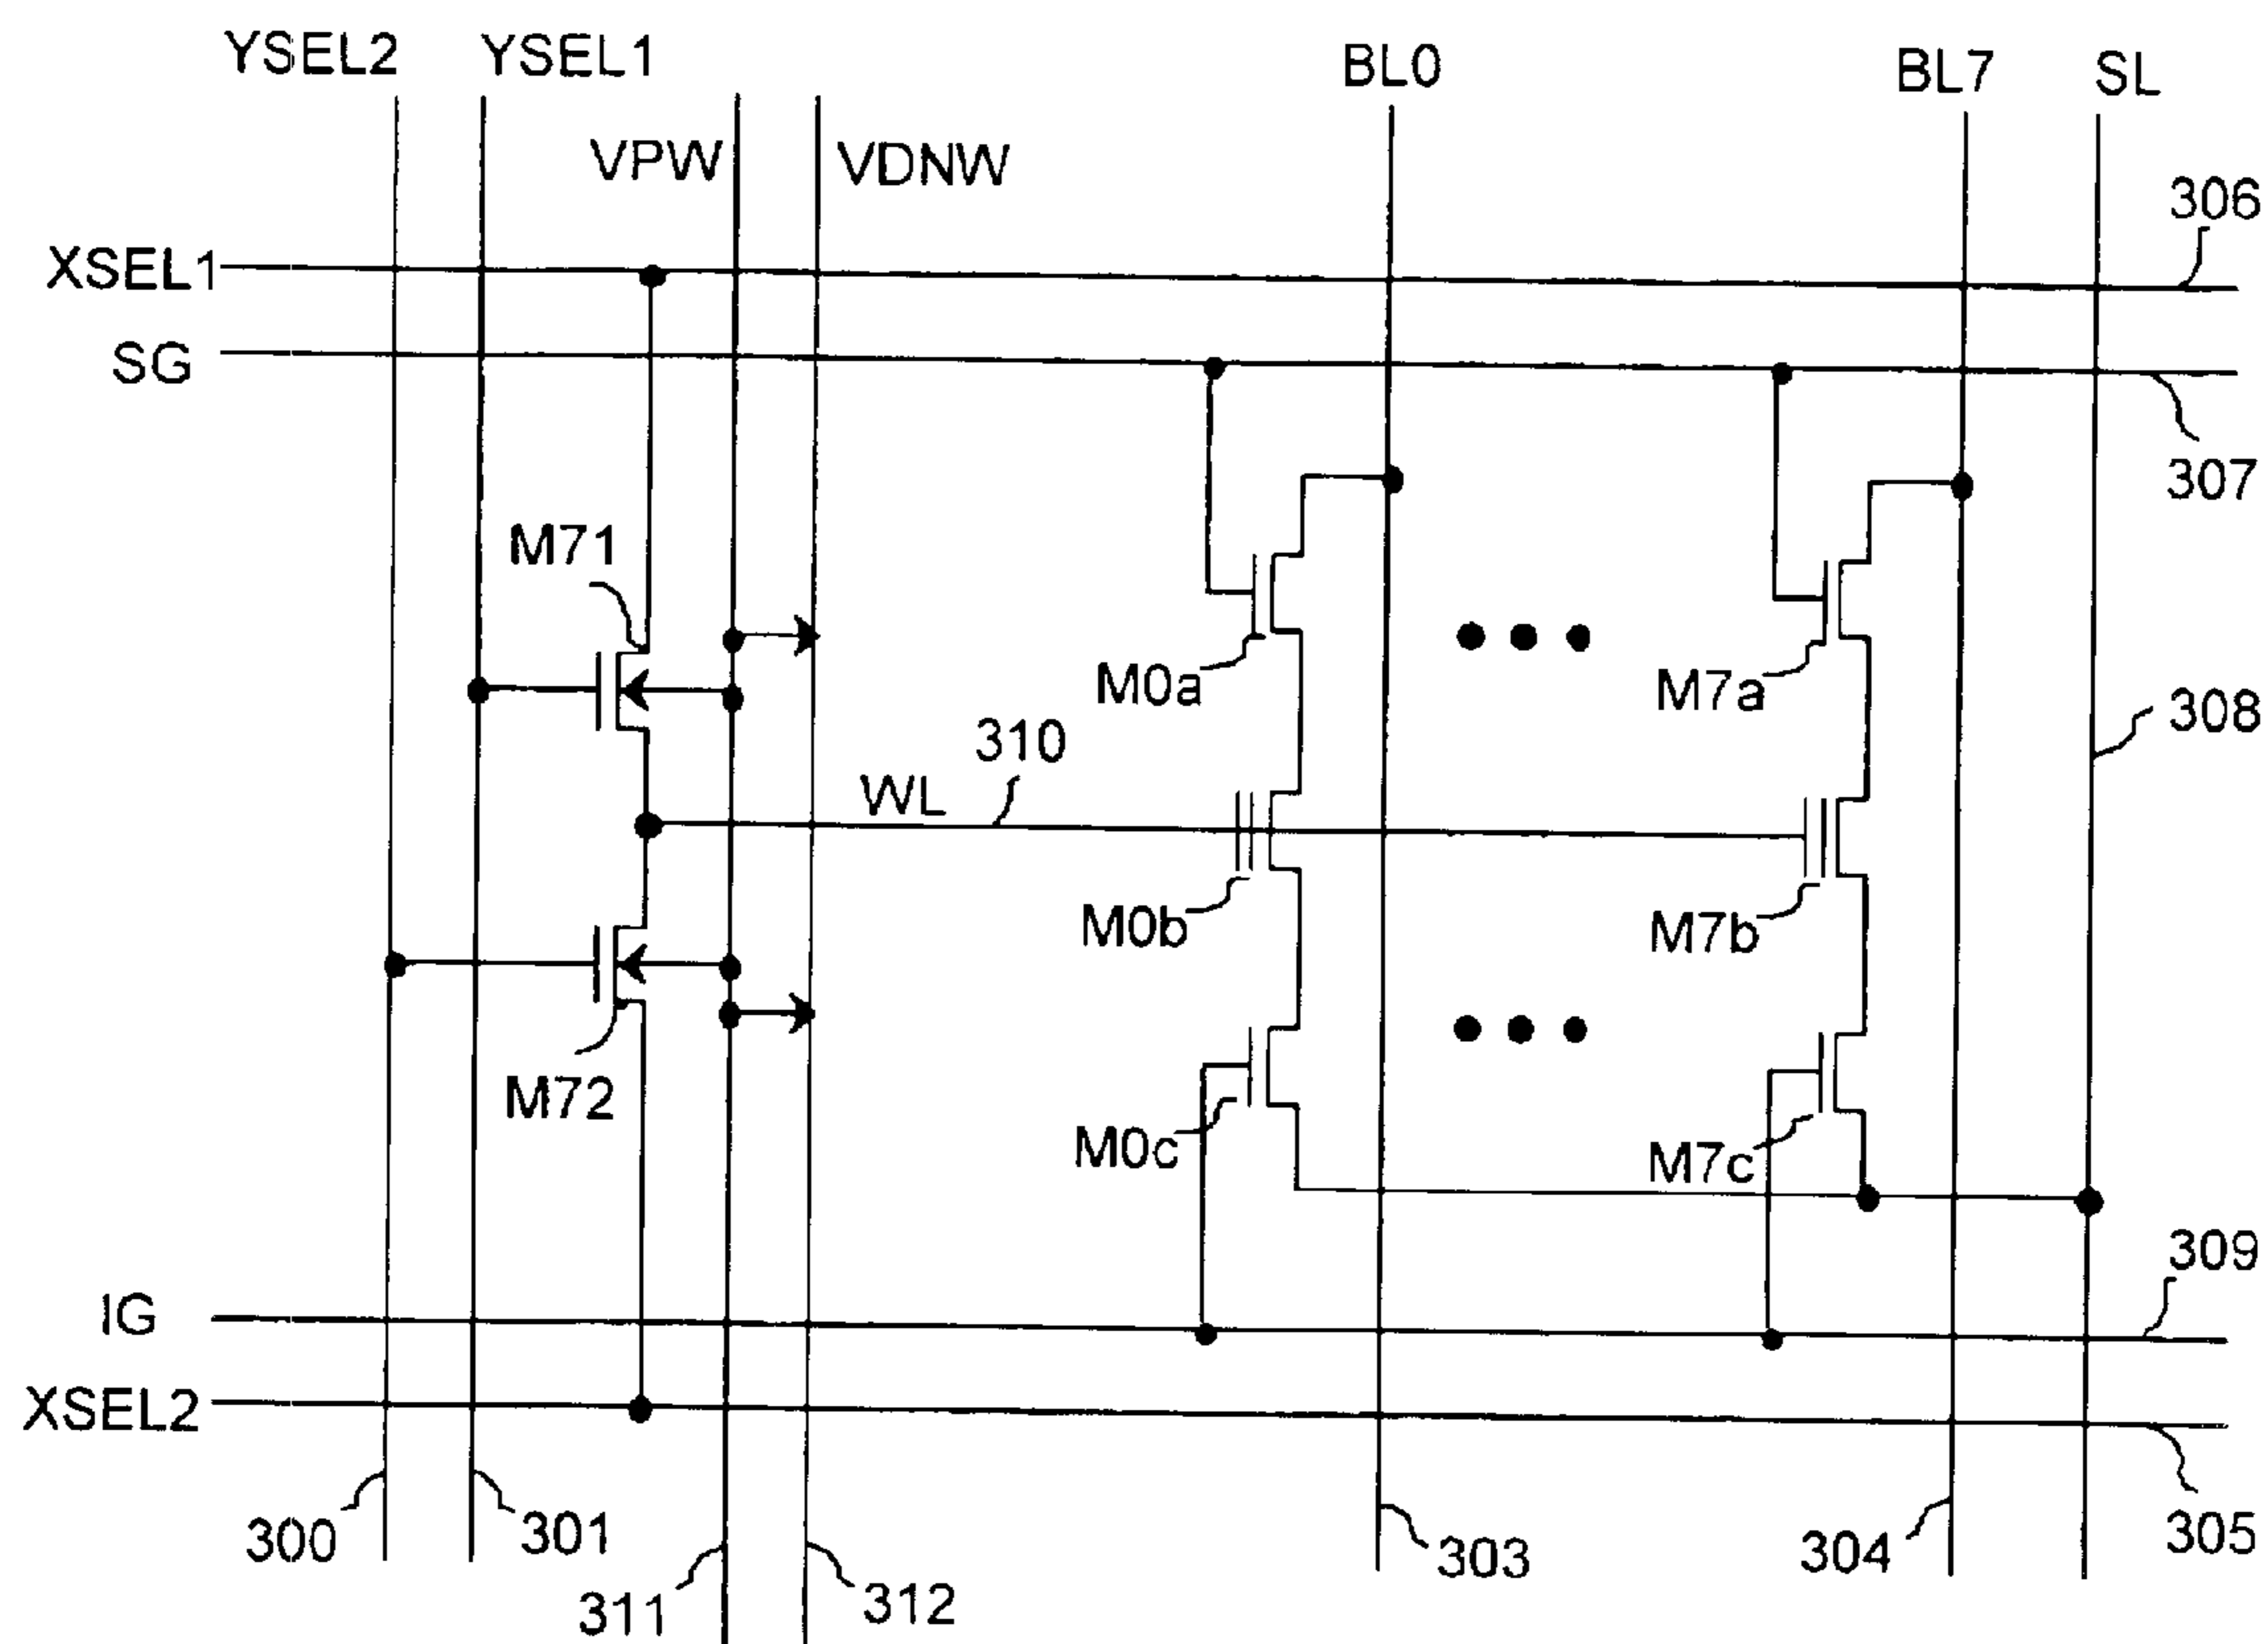 YSEL2 YSEL1 BL0 BL7 SL
VPW VDNW
306
XSEL1
SG
307
M71
M0a M7a
308
310
WL
M0b M7b
M72
M0c M7c
309
IG
XSEL2
300 301 303 304 305
311 312